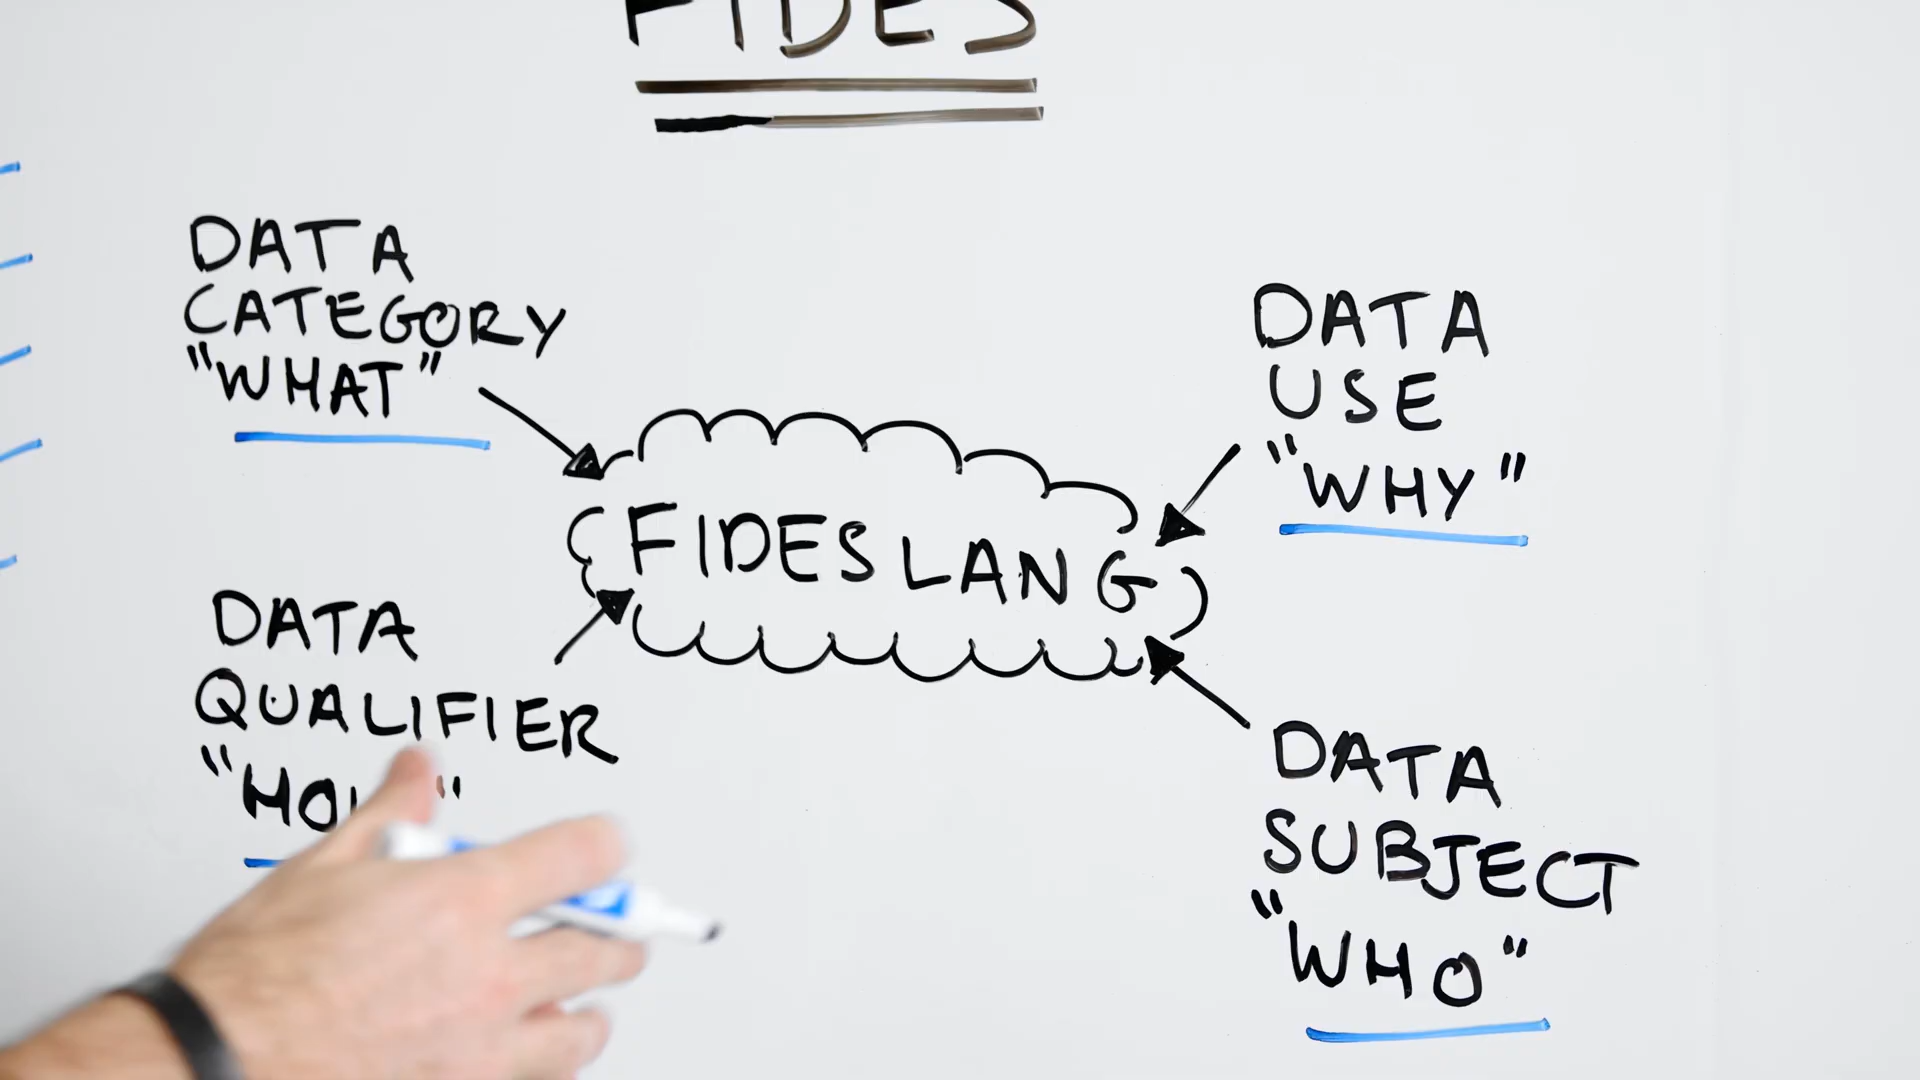 FIDES
DATA
CATEGORY
"WHAT"
DATA
USE
"WHY"
FIDESLANG
DATA
QUALIFIER
DATA
SUBJECT
"WHO"